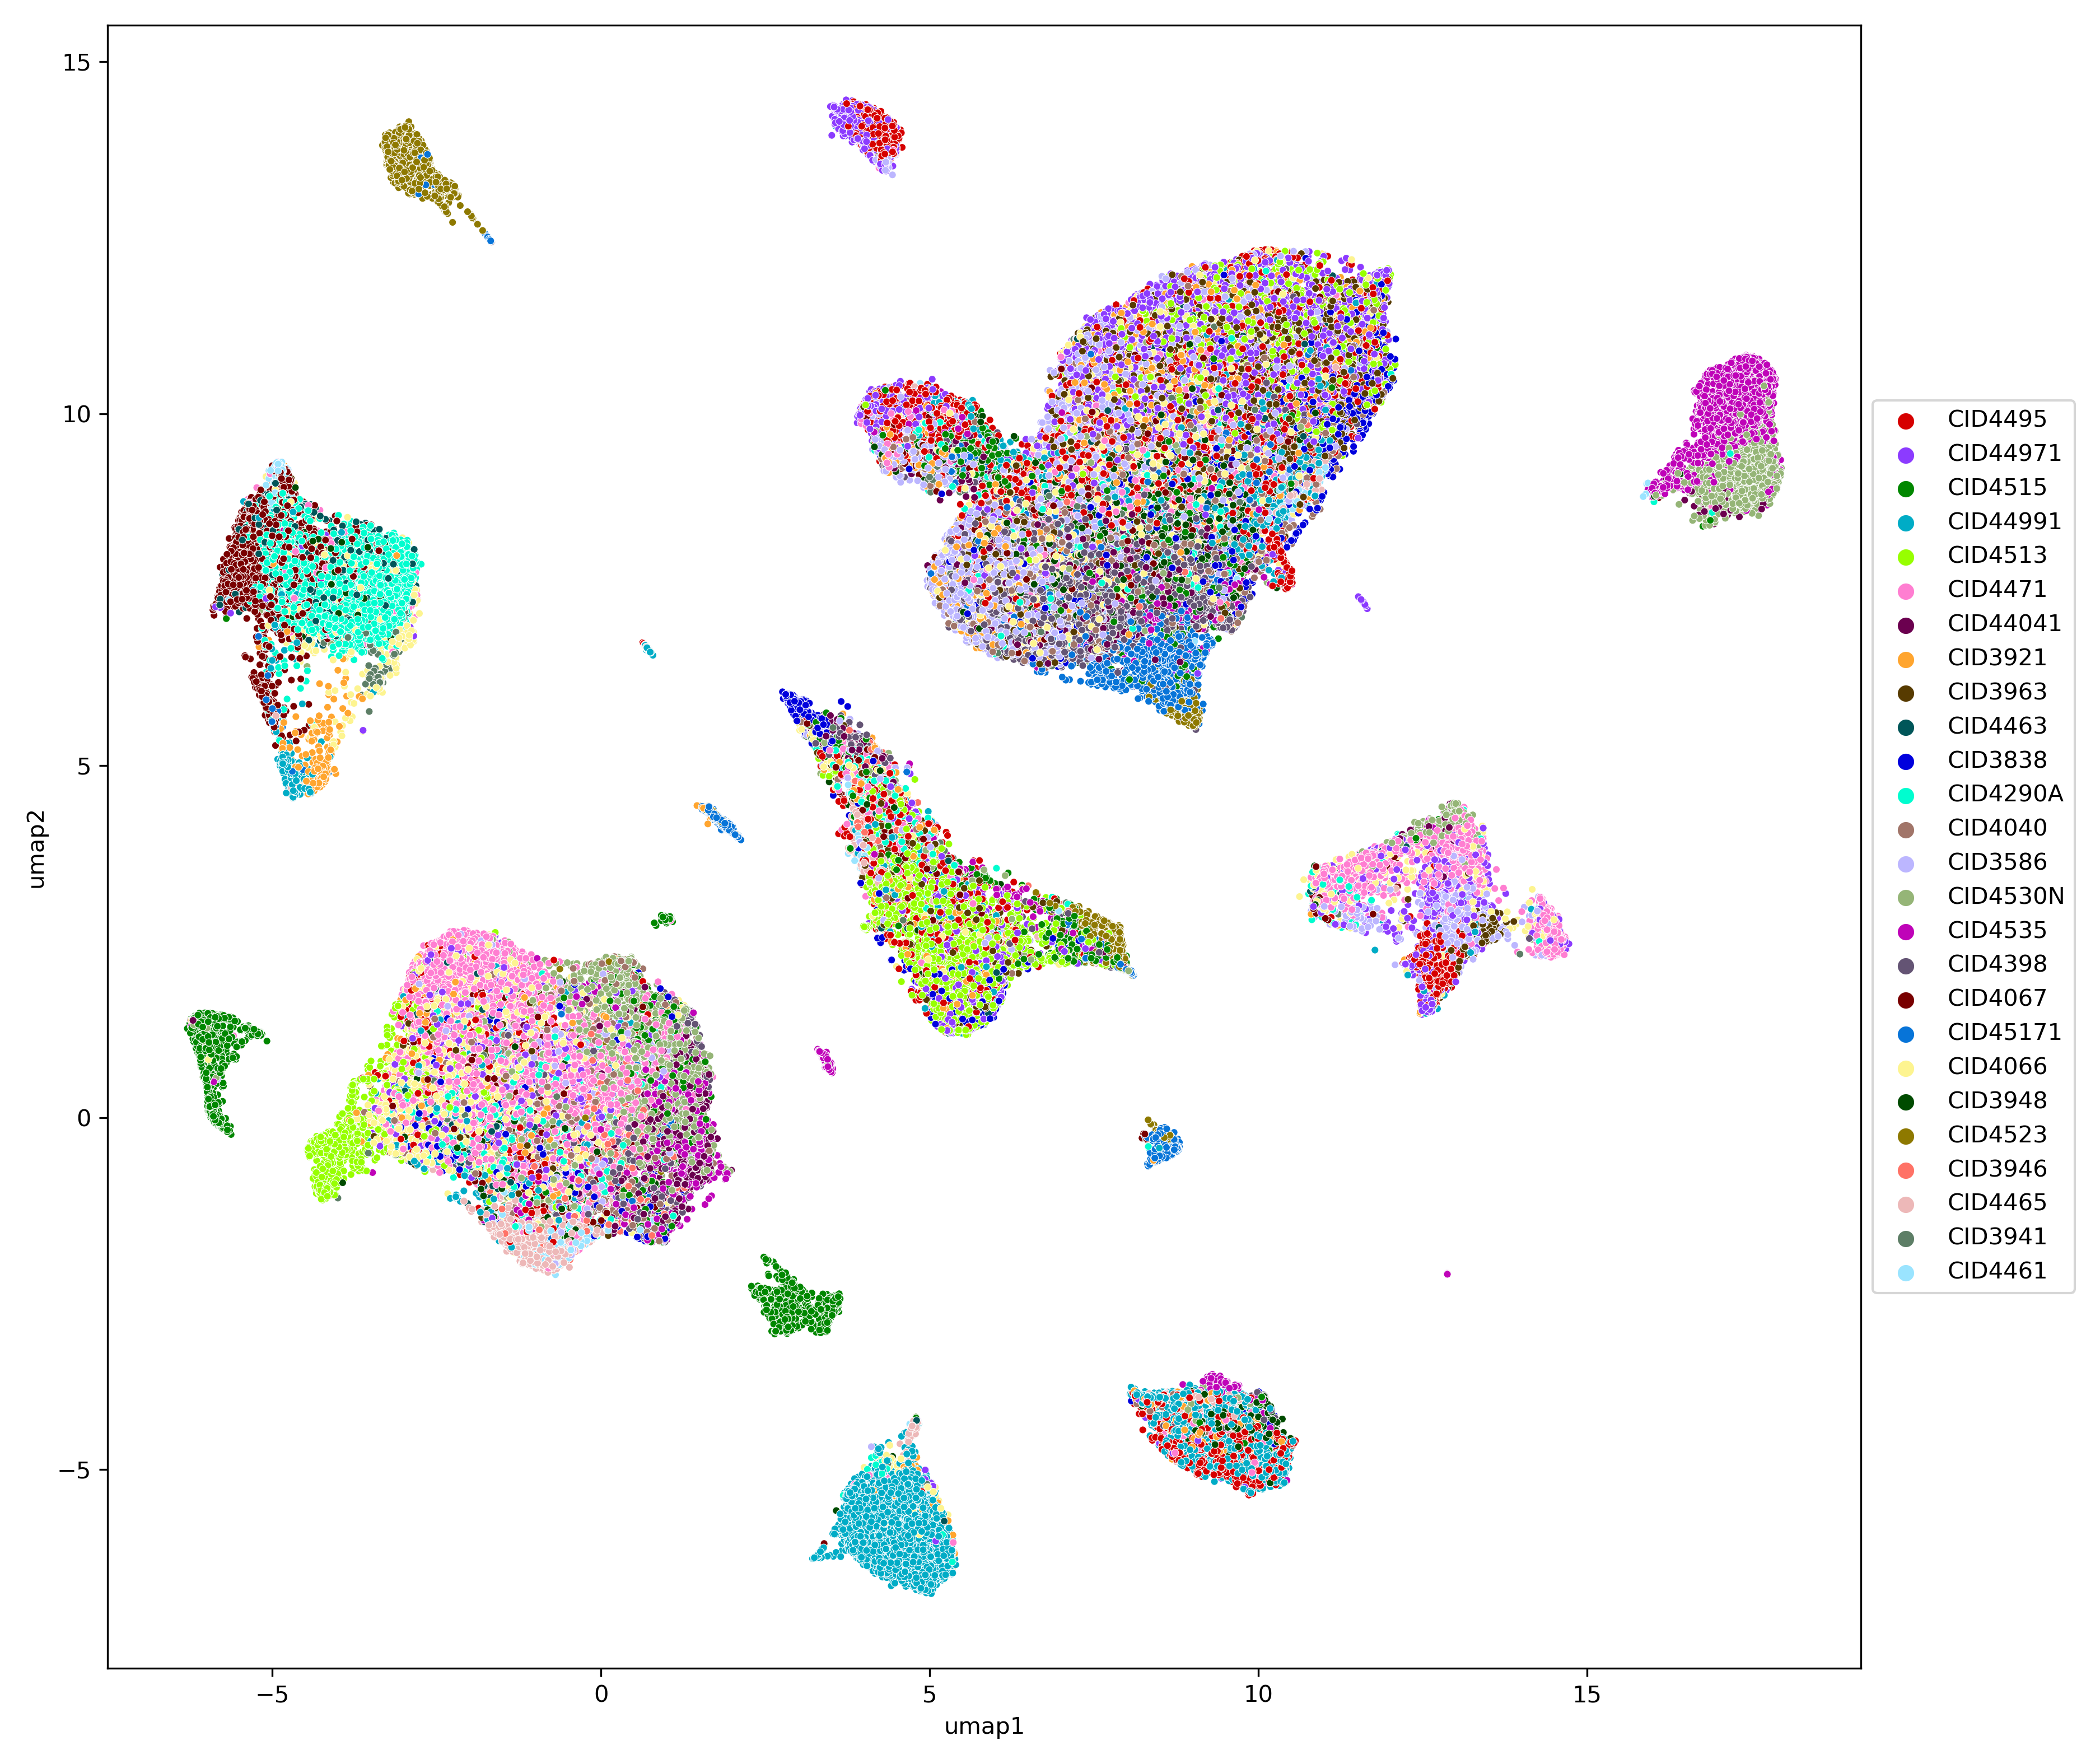 15
10
5
0
−5
−5
0
5
10
15
umap1
umap2
CID4495
CID44971
CID4515
CID44991
CID4513
CID4471
CID44041
CID3921
CID3963
CID4463
CID3838
CID4290A
CID4040
CID3586
CID4530N
CID4535
CID4398
CID4067
CID45171
CID4066
CID3948
CID4523
CID3946
CID4465
CID3941
CID4461